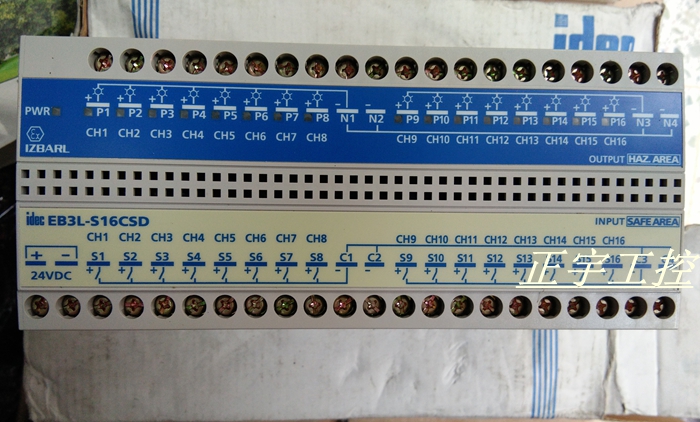 idec
P1 P2 P3 P4 P5 P6 P7 P8 N1 N2 P9 P10 P11 P12 P13 P14 P15 P16 N3 N4
PWR
CH1 CH2 CH3 CH4 CH5 CH6 CH7 CH8 CH9 CH10 CH11 CH12 CH13 CH14 CH15 CH16
Ex
IZBARL
OUTPUT HAZ. AREA
idec EB3L-S16CSD
INPUT SAFE AREA
CH1 CH2 CH3 CH4 CH5 CH6 CH7 CH8 CH9 CH10 CH11 CH12 CH13 CH14 CH15 CH16
+ − S1 S2 S3 S4 S5 S6 S7 S8 C1 C2 S9 S10 S11 S12 S13
24VDC
正宇工控